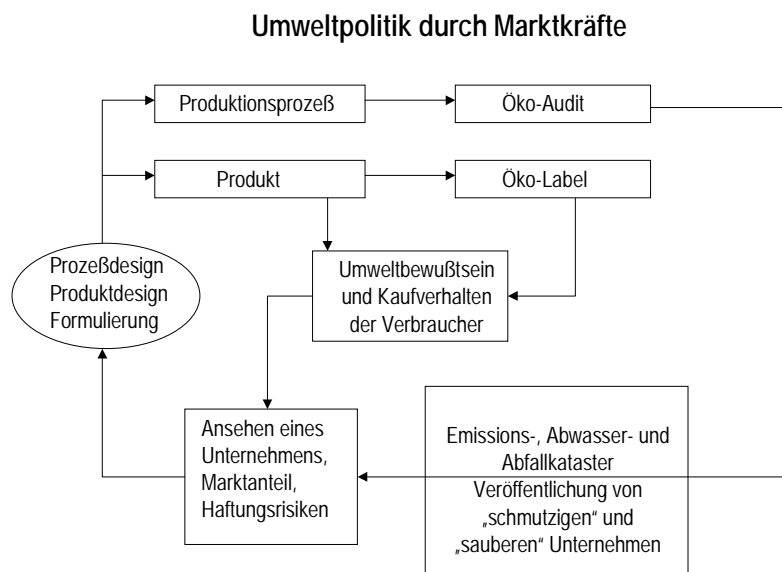 Umweltpolitik durch Marktkräfte
Produktionsprozeß
Öko-Audit
Produkt
Öko-Label
Prozeßdesign
Produktdesign
Formulierung
Umweltbewußtsein
und Kaufverhalten
der Verbraucher
Ansehen eines
Unternehmens,
Marktanteil,
Haftungsrisiken
Emissions-, Abwasser- und
Abfallkataster
Veröffentlichung von
„schmutzigen“ und
„sauberen“ Unternehmen